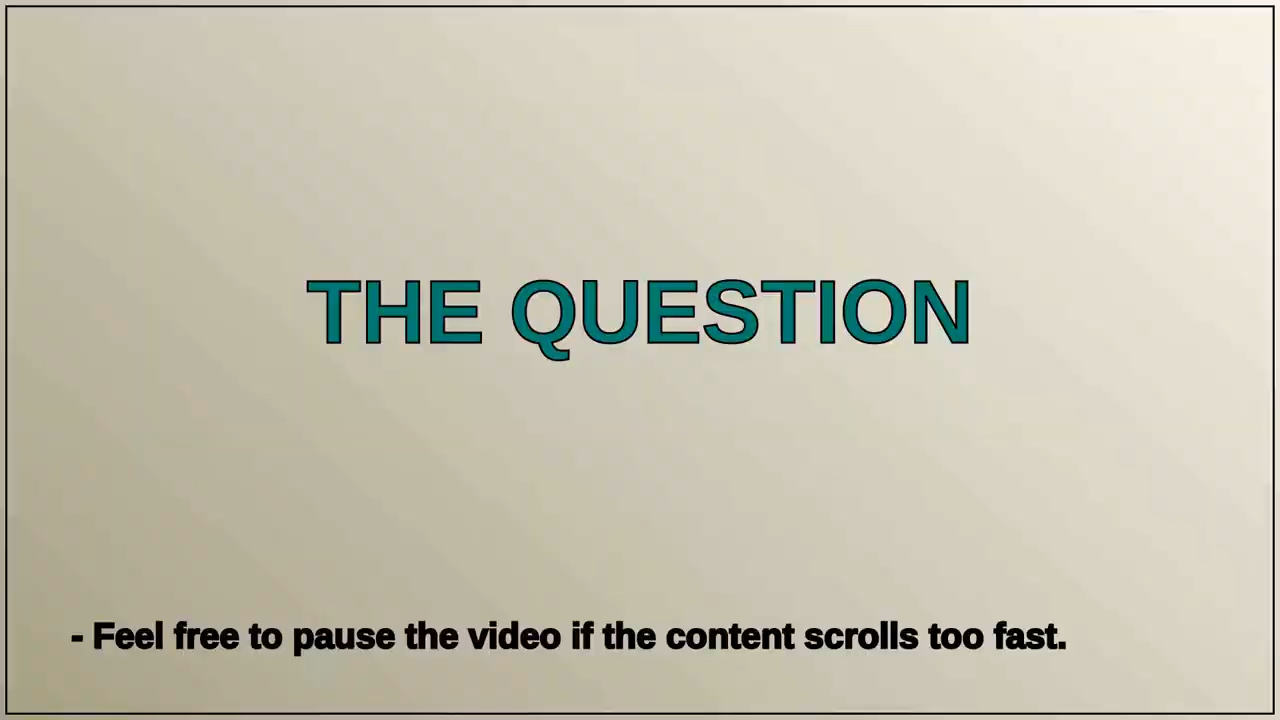 THE QUESTION
- Feel free to pause the video if the content scrolls too fast.